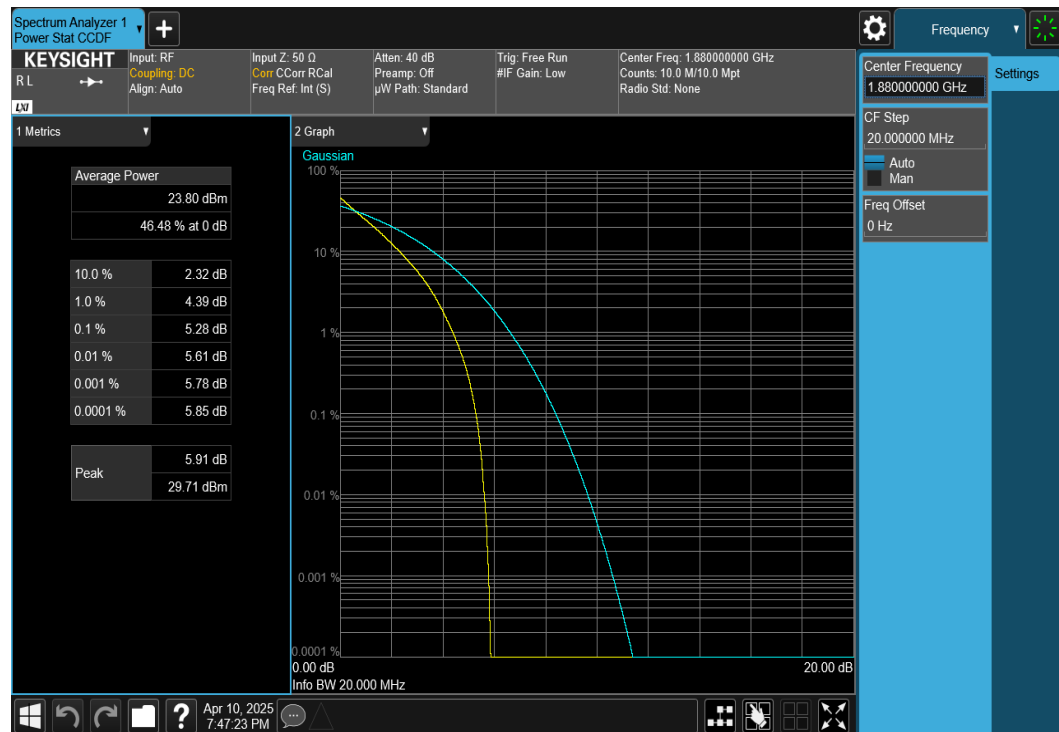 Spectrum Analyzer 1
Power Stat CCDF
Frequency
KEYSIGHT
R L
LXI
Input: RF
Coupling: DC
Align: Auto
Input Z: 50 Ω
Corr CCorr RCal
Freq Ref: Int (S)
Atten: 40 dB
Preamp: Off
µW Path: Standard
Trig: Free Run
#IF Gain: Low
Center Freq: 1.880000000 GHz
Counts: 10.0 M/10.0 Mpt
Radio Std: None
Center Frequency
1.880000000 GHz
Settings
CF Step
20.000000 MHz
Auto
Man
Freq Offset
0 Hz
1 Metrics
Average Power
23.80 dBm
46.48 % at 0 dB
10.0 % 2.32 dB
1.0 % 4.39 dB
0.1 % 5.28 dB
0.01 % 5.61 dB
0.001 % 5.78 dB
0.0001 % 5.85 dB
Peak 5.91 dB
29.71 dBm
2 Graph
Gaussian
100 %
10 %
1 %
0.1 %
0.01 %
0.001 %
0.0001 %
0.00 dB 20.00 dB
Info BW 20.000 MHz
?
Apr 10, 2025
7:47:23 PM